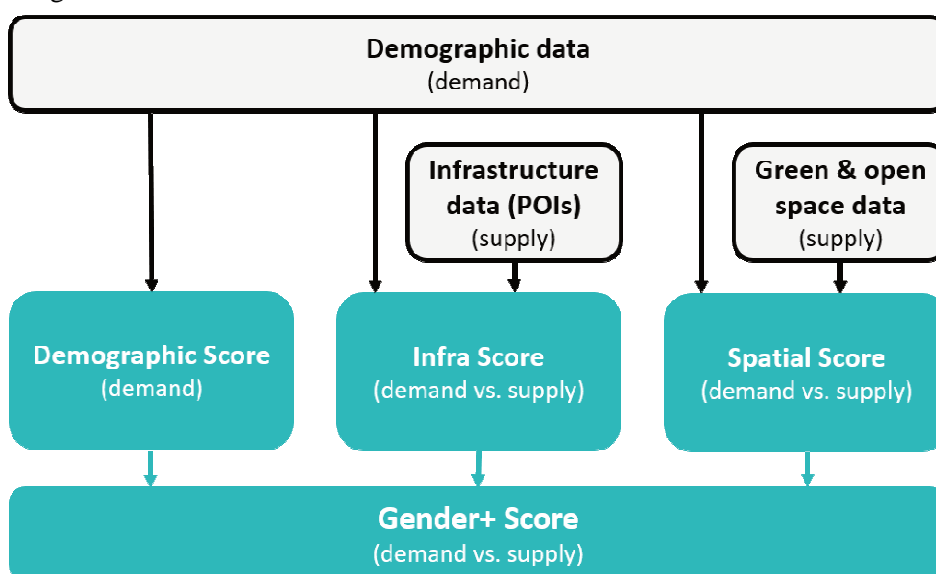 Demographic data
(demand)
Infrastructure
data (POIs)
(supply)
Green & open
space data
(supply)
Demographic Score
(demand)
Infra Score
(demand vs. supply)
Spatial Score
(demand vs. supply)
Gender+ Score
(demand vs. supply)